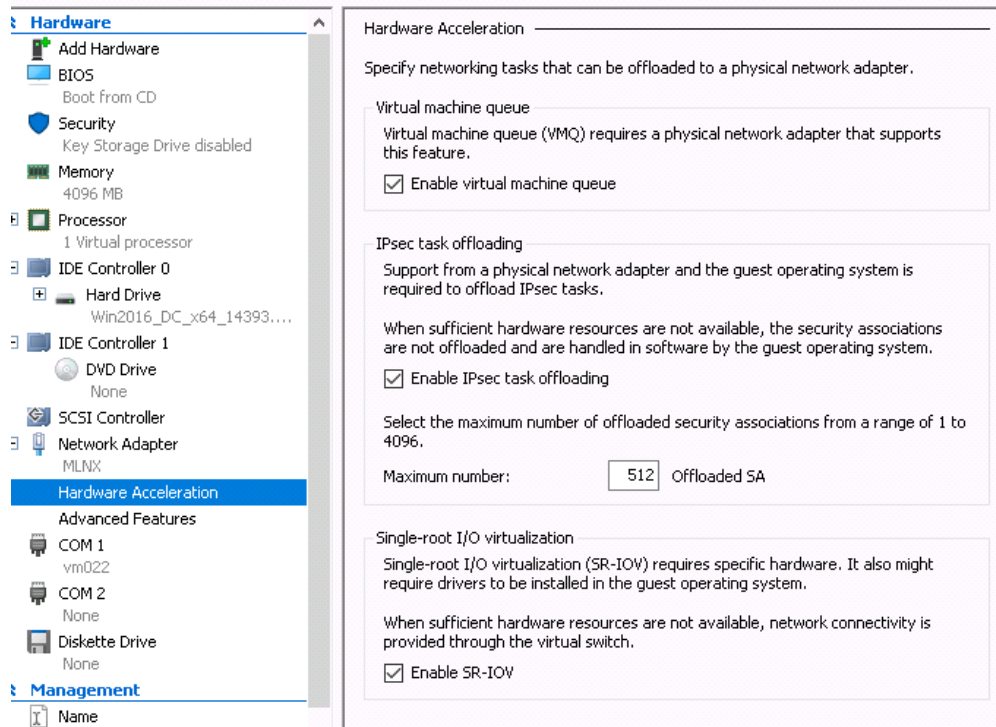 Hardware
Add Hardware
BIOS
Boot from CD
Security
Key Storage Drive disabled
Memory
4096 MB
Processor
1 Virtual processor
IDE Controller 0
Hard Drive
Win2016_DC_x64_14393....
IDE Controller 1
DVD Drive
None
SCSI Controller
Network Adapter
MLNX
Hardware Acceleration
Advanced Features
COM 1
vm022
COM 2
None
Diskette Drive
None
Management
Name
Hardware Acceleration
Specify networking tasks that can be offloaded to a physical network adapter.
Virtual machine queue
Virtual machine queue (VMQ) requires a physical network adapter that supports
this feature.
Enable virtual machine queue
IPsec task offloading
Support from a physical network adapter and the guest operating system is
required to offload IPsec tasks.
When sufficient hardware resources are not available, the security associations
are not offloaded and are handled in software by the guest operating system.
Enable IPsec task offloading
Select the maximum number of offloaded security associations from a range of 1 to
4096.
Maximum number: 512 Offloaded SA
Single-root I/O virtualization
Single-root I/O virtualization (SR-IOV) requires specific hardware. It also might
require drivers to be installed in the guest operating system.
When sufficient hardware resources are not available, network connectivity is
provided through the virtual switch.
Enable SR-IOV